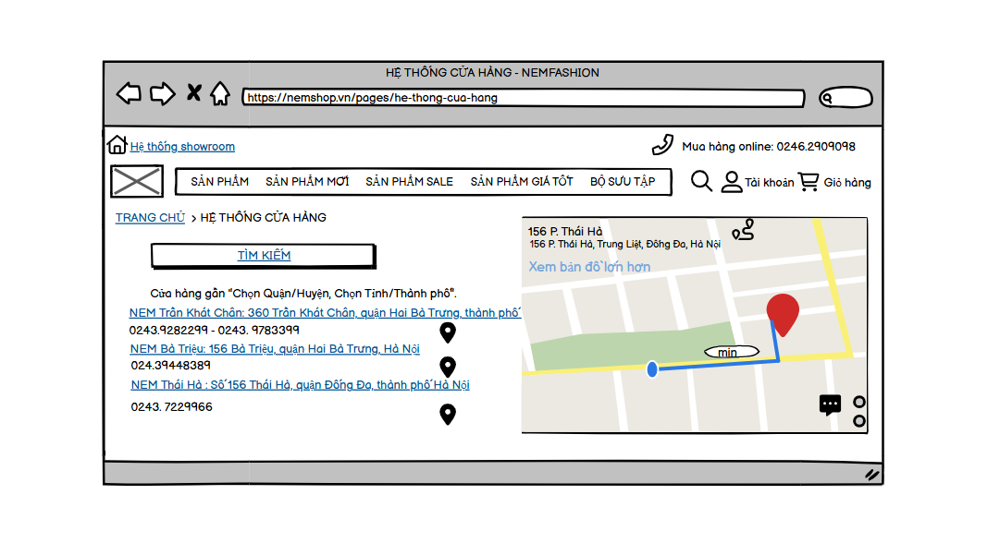 HỆ THỐNG CỬA HÀNG - NEMFASHION
https://nemshop.vn/pages/he-thong-cua-hang
Hệ thống showroom
Mua hàng online: 0246.2909098
SẢN PHẨM SẢN PHẨM MỚI SẢN PHẨM SALE SẢN PHẨM GIÁ TỐT BỘ SƯU TẬP
Tài khoản Giỏ hàng
TRANG CHỦ > HỆ THỐNG CỬA HÀNG
TÌM KIẾM
Cửa hàng gần "Chọn Quận/Huyện, Chọn Tỉnh/Thành phố".
NEM Trần Khát Chân: 360 Trần Khát Chân, quận Hai Bà Trưng, thành phố
0243.9282299 - 0243. 9783399
NEM Bà Triệu: 156 Bà Triệu, quận Hai Bà Trưng, Hà Nội
024.39448389
NEM Thái Hà : Số 156 Thái Hà, quận Đống Đa, thành phố Hà Nội
0243. 7229966
156 P. Thái Hà
156 P. Thái Hà, Trung Liệt, Đống Đa, Hà Nội
Xem bản đồ lớn hơn
min